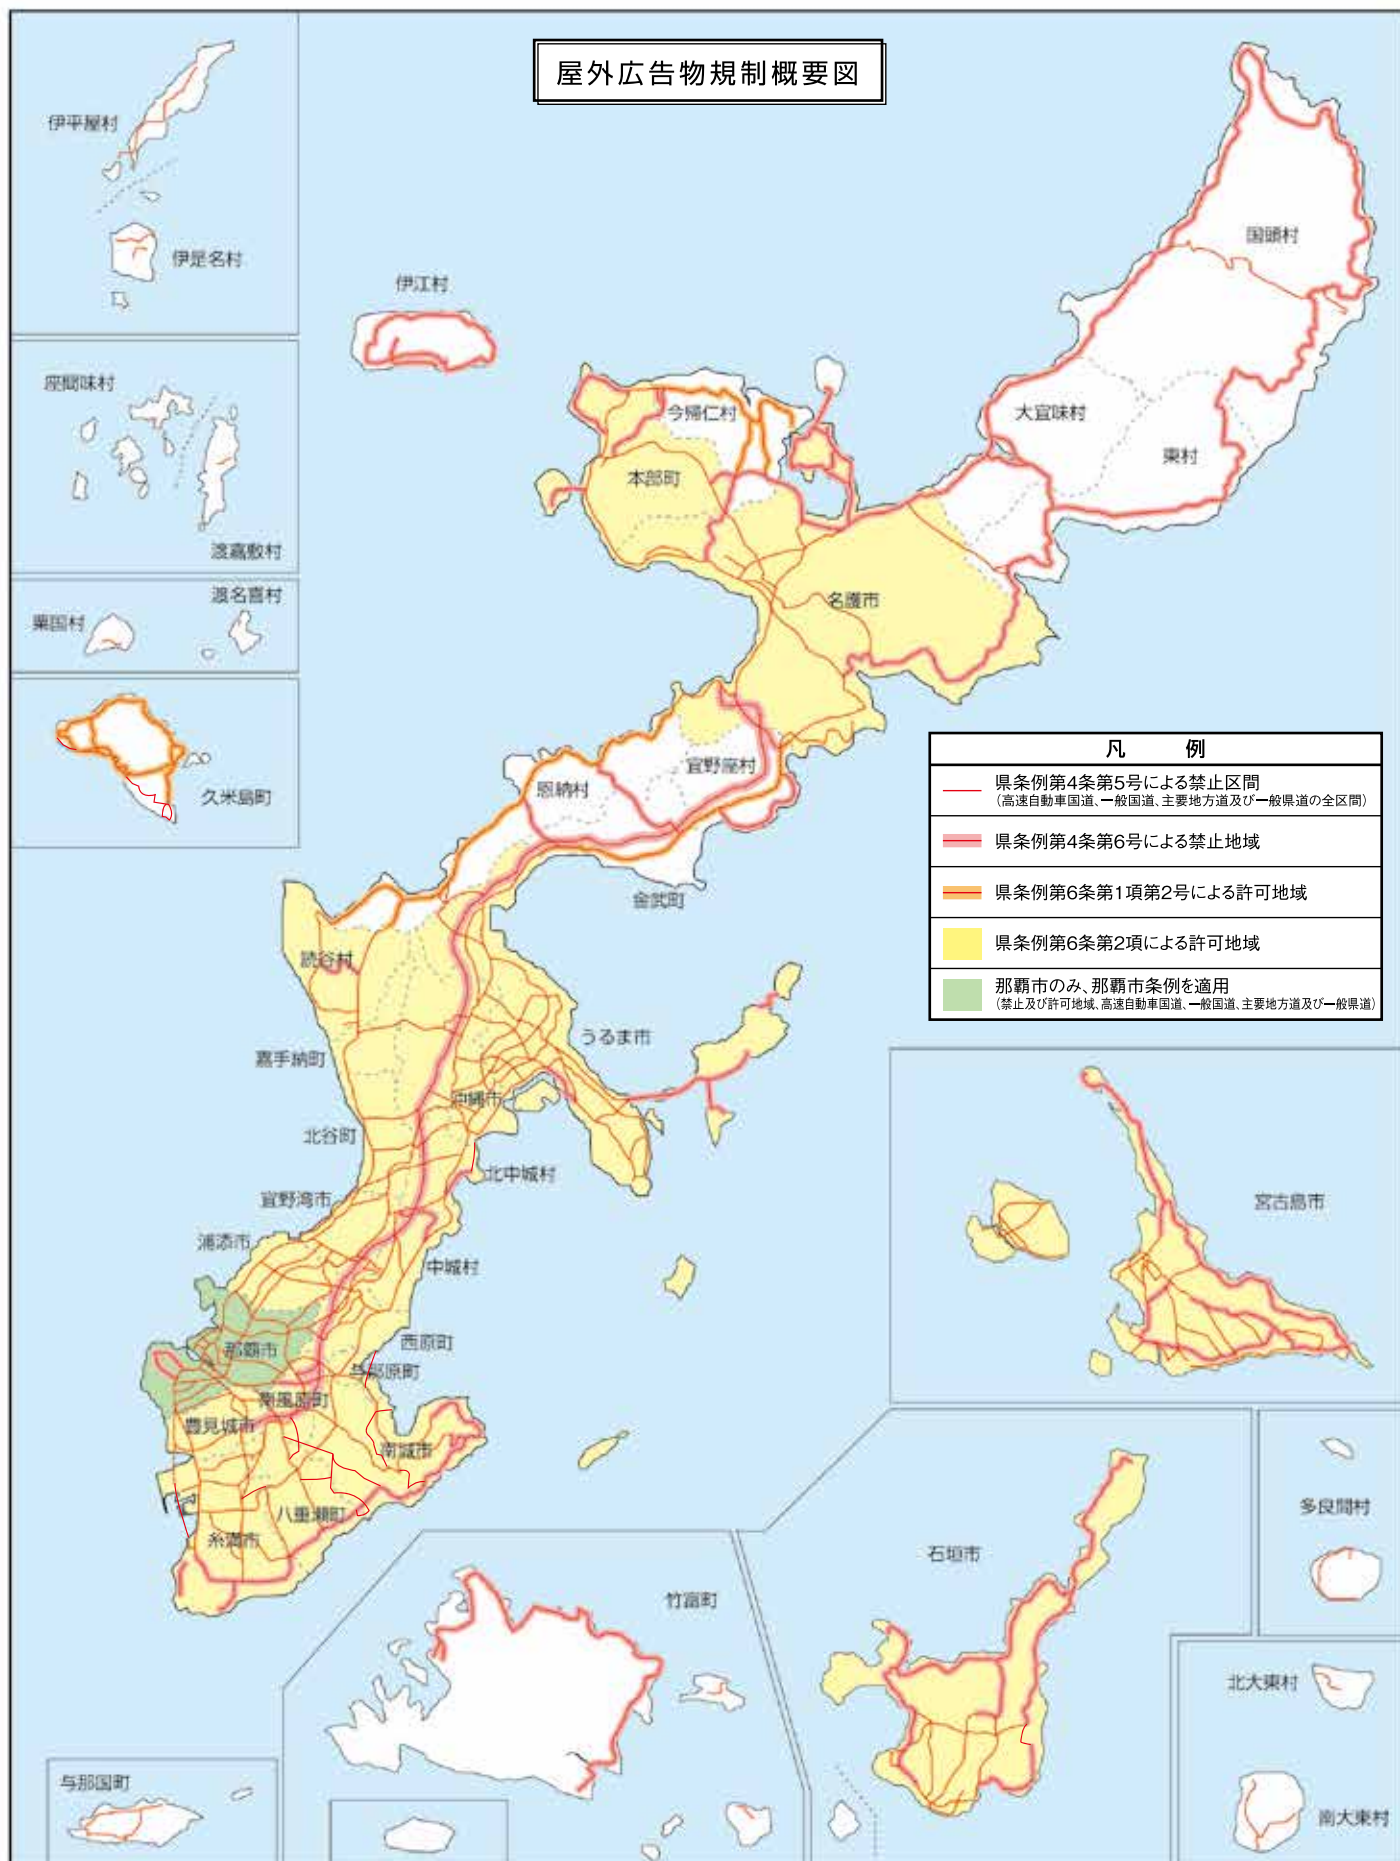 屋外広告物規制概要図
伊平屋村
伊是名村
伊江村
国頭村
座間味村
渡嘉敷村
今帰仁村
大宜味村
東村
本部町
渡名喜村
粟国村
名護市
久米島町
宜野座村
恩納村
金武町
凡 例
県条例第4条第5号による禁止区間
(高速自動車国道、一般国道、主要地方道及び一般県道の全区間)
県条例第4条第6号による禁止地域
県条例第6条第1項第2号による許可地域
県条例第6条第2項による許可地域
那覇市のみ、那覇市条例を適用
(禁止及び許可地域、高速自動車国道、一般国道、主要地方道及び一般県道)
読谷村
うるま市
嘉手納町
沖縄市
北谷町
北中城村
宜野湾市
浦添市
中城村
宮古島市
西原町
那覇市
与那原町
南風原町
豊見城市
南城市
八重瀬町
糸満市
多良間村
石垣市
竹富町
北大東村
与那国町
南大東村